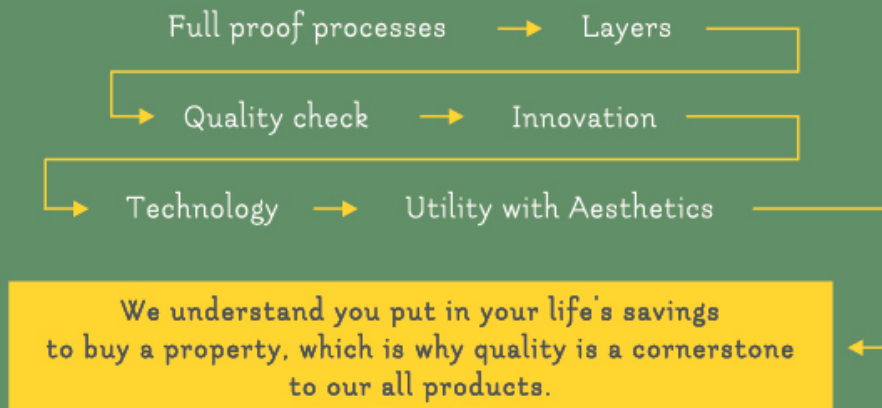 Full proof processes → Layers
Quality check → Innovation
Technology → Utility with Aesthetics
We understand you put in your life's savings
to buy a property, which is why quality is a cornerstone
to our all products.